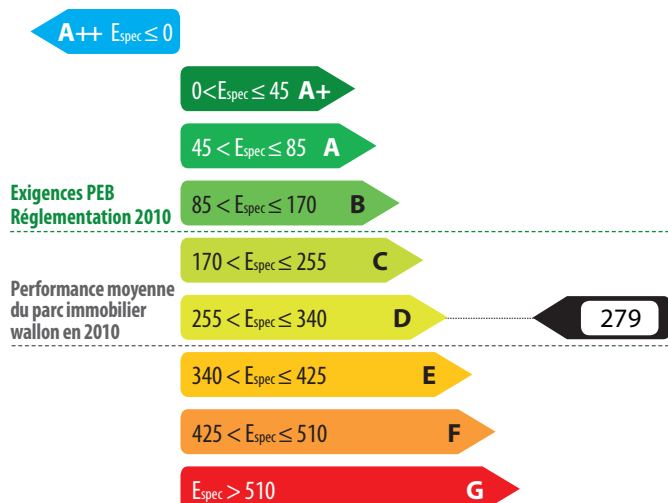 A++ Espec ≤ 0
0<Espec ≤ 45 A+
45 < Espec ≤ 85 A
Exigences PEB
Réglementation 2010
85 < Espec ≤ 170 B
170 < Espec ≤ 255 C
Performance moyenne
du parc immobilier
wallon en 2010
255 < Espec ≤ 340 D
279
340 < Espec ≤ 425 E
425 < Espec ≤ 510 F
Espec > 510 G